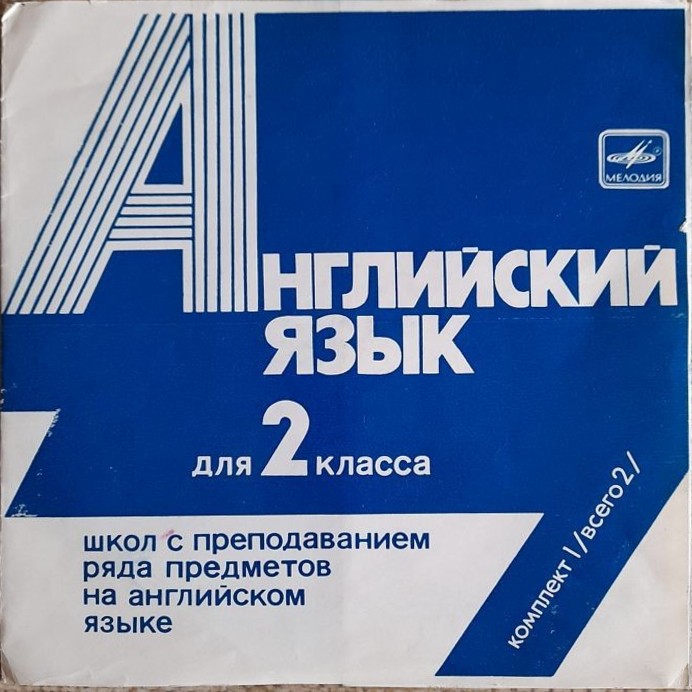 Английский
язык
для 2 класса
школ с преподаванием
ряда предметов
на английском
языке
комплект 1/всего 2/
МЕЛОДИЯ